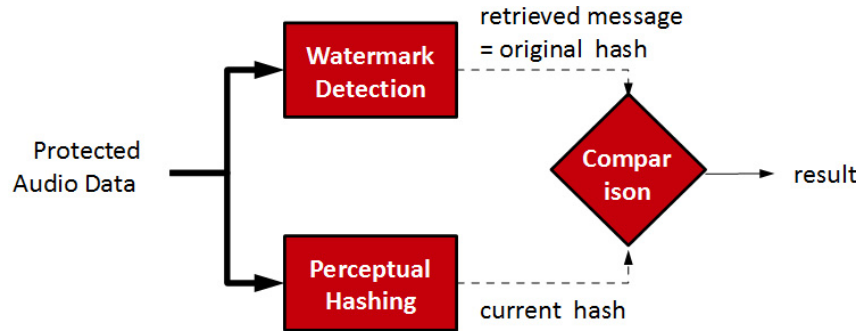 retrieved message
= original hash
Watermark
Detection
Protected
Audio Data
Compar
ison
result
Perceptual
Hashing
current hash